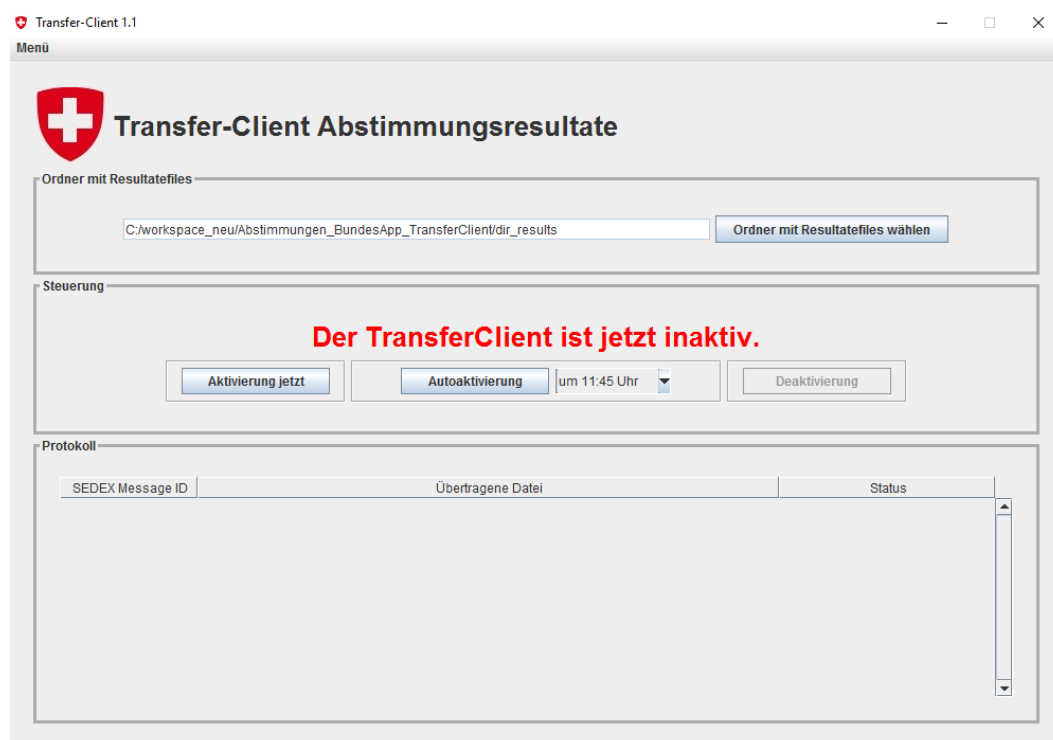 Transfer-Client 1.1
Menü
Transfer-Client Abstimmungsresultate
Ordner mit Resultatefiles
C:/workspace_neu/Abstimmungen_BundesApp_TransferClient/dir_results Ordner mit Resultatefiles wählen
Steuerung
Der TransferClient ist jetzt inaktiv.
Aktivierung jetzt Autoaktivierung um 11:45 Uhr Deaktivierung
Protokoll
SEDEX Message ID Übertragene Datei Status